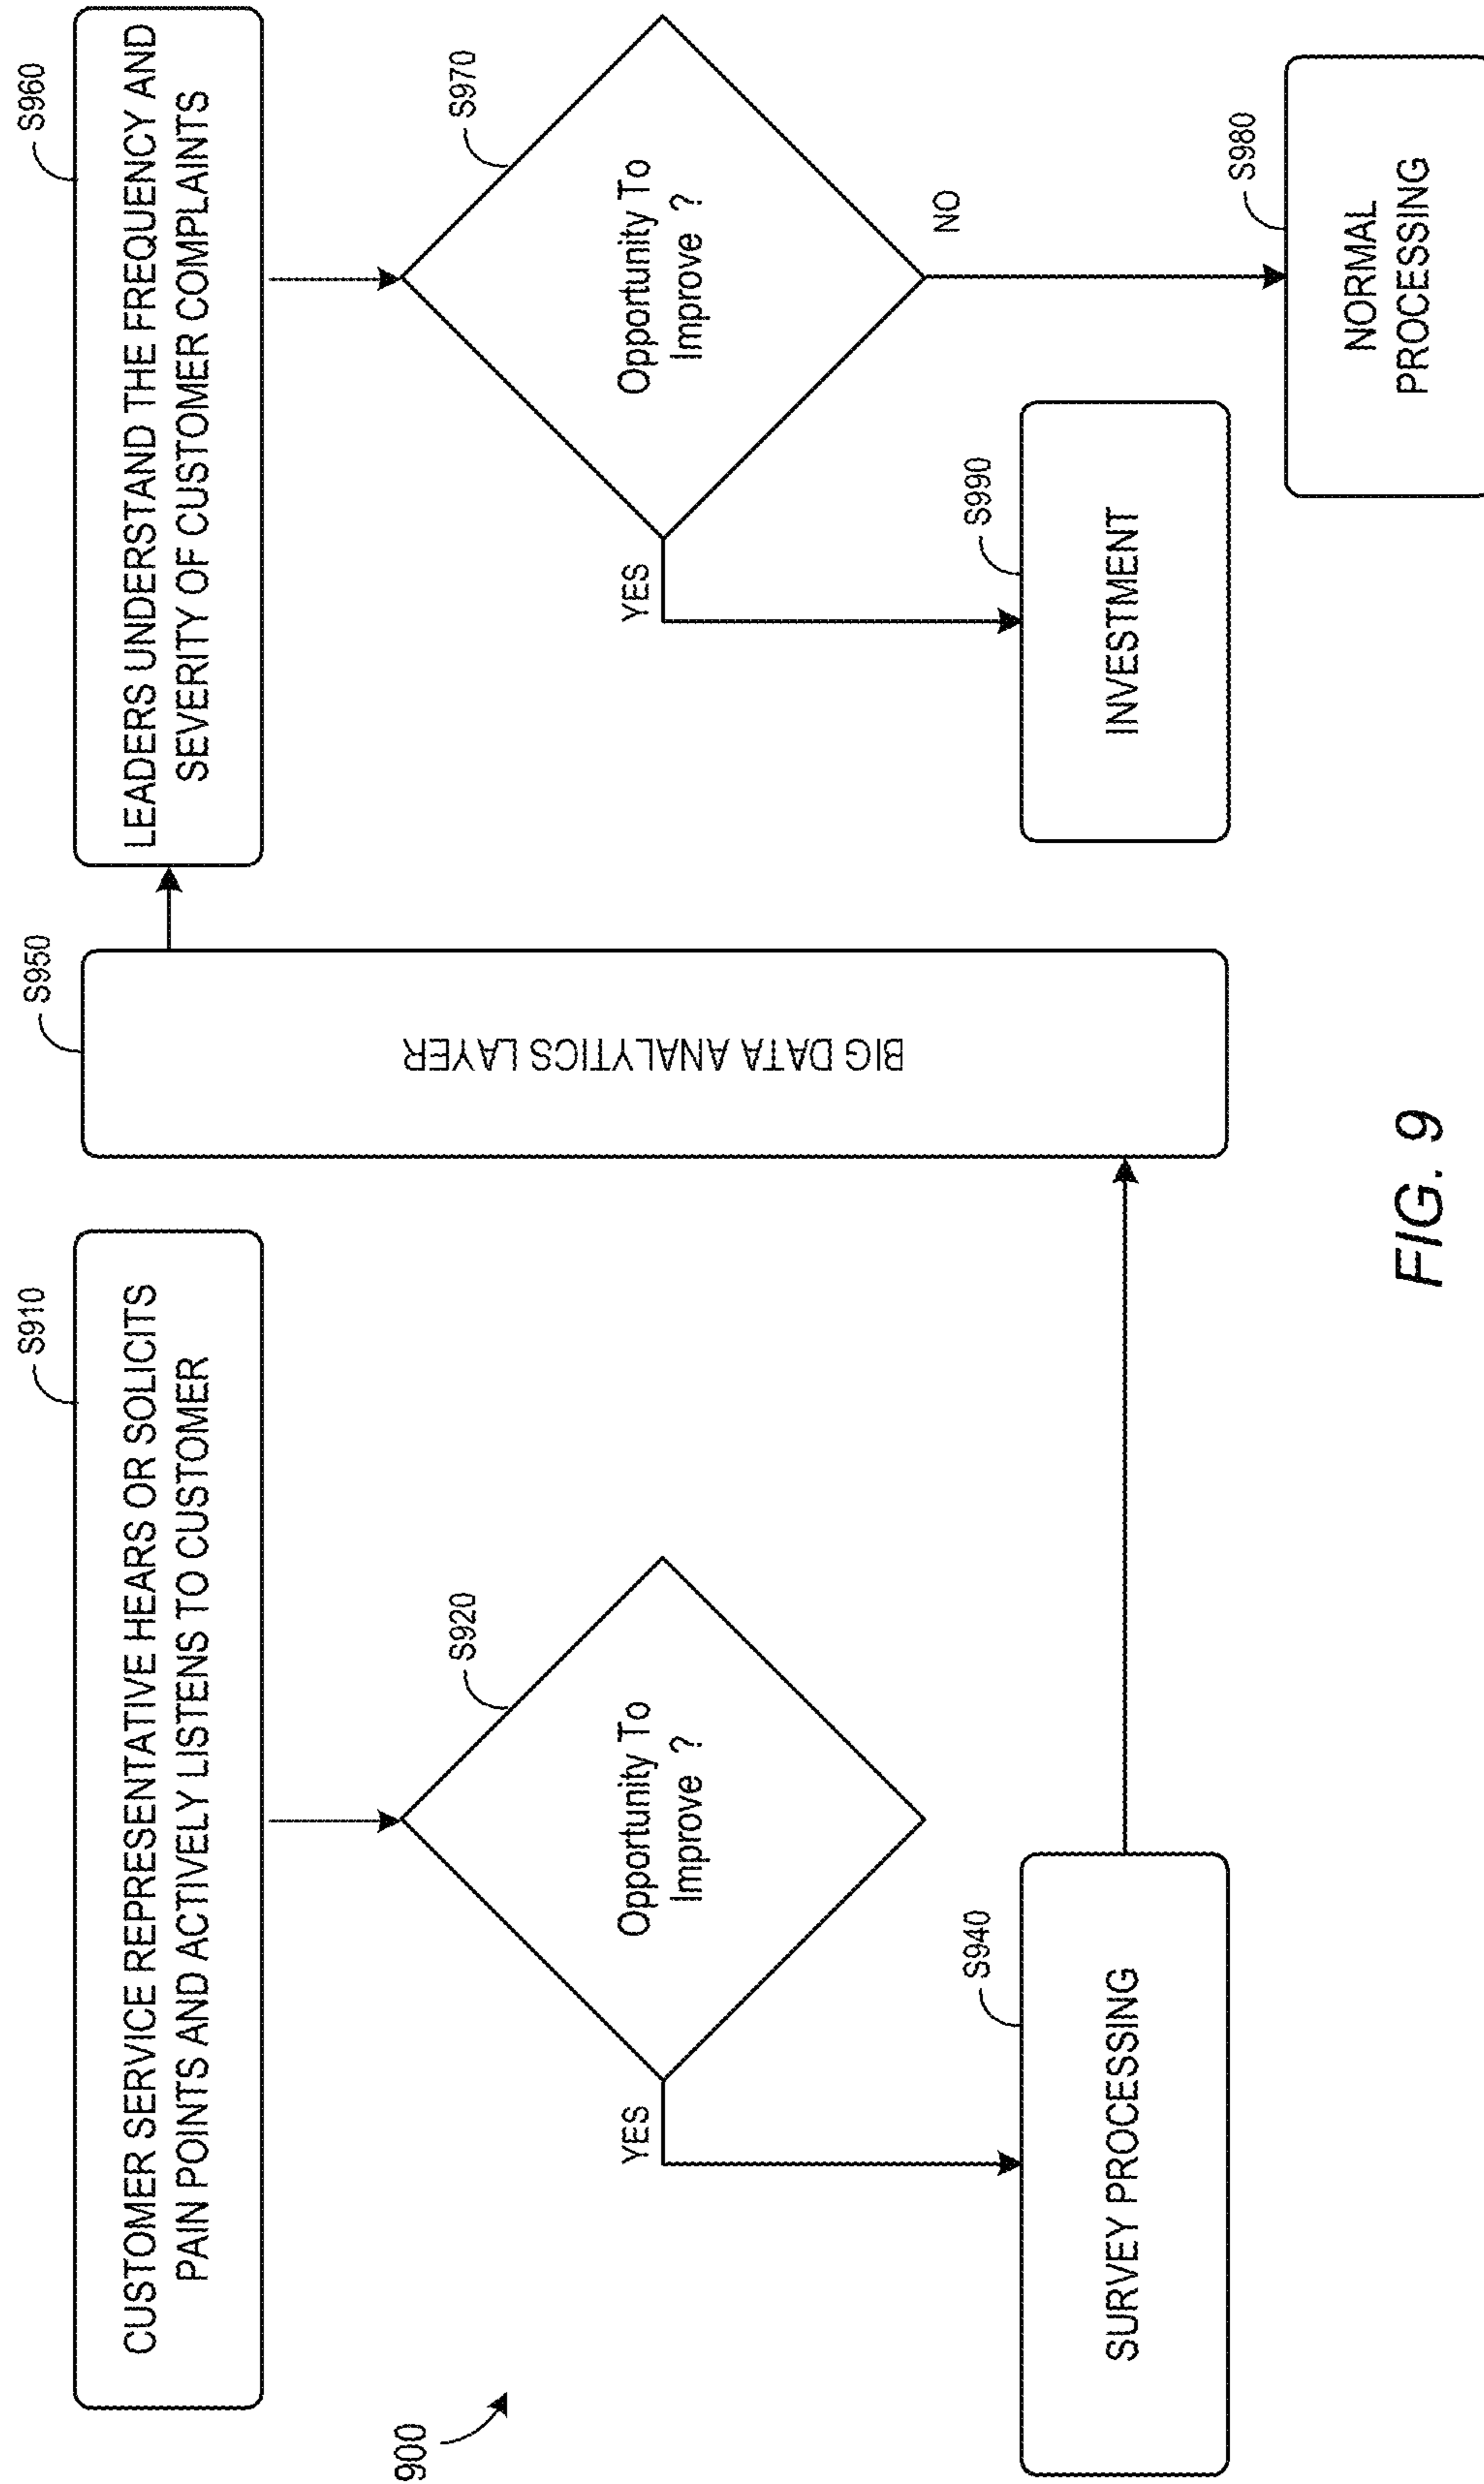 900
S910
CUSTOMER SERVICE REPRESENTATIVE HEARS OR SOLICITS
PAIN POINTS AND ACTIVELY LISTENS TO CUSTOMER
S920
Opportunity To
Improve ?
YES
S940
SURVEY PROCESSING
S950
BIG DATA ANALYTICS LAYER
S960
LEADERS UNDERSTAND THE FREQUENCY AND
SEVERITY OF CUSTOMER COMPLAINTS
S970
Opportunity To
Improve ?
YES
NO
S990
INVESTMENT
S980
NORMAL
PROCESSING
FIG. 9